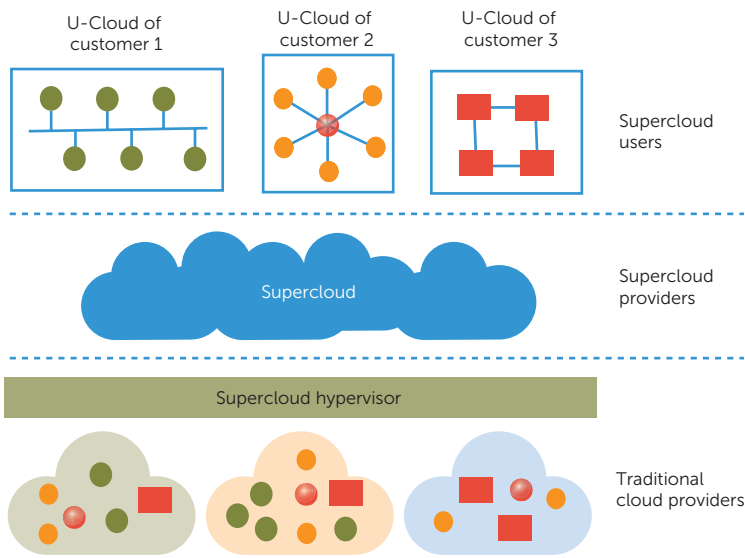 U-Cloud of
customer 1
U-Cloud of
customer 2
U-Cloud of
customer 3
Supercloud
users
Supercloud
Supercloud
providers
Supercloud hypervisor
Traditional
cloud providers